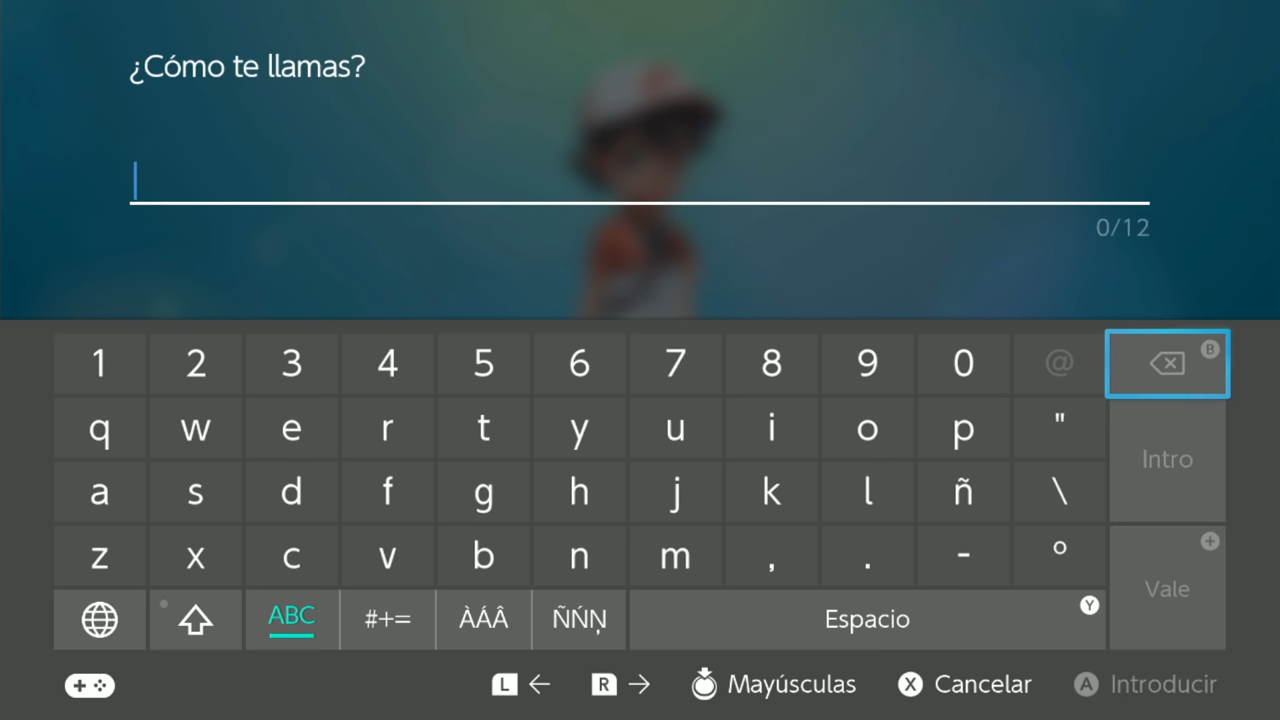 ¿Cómo te llamas?
0/12
1 2 3 4 5 6 7 8 9 0 @ B
q w e r t y u i o p "
Intro
a s d f g h j k l ñ \
z x c v b n m , . - º
Vale +
ABC #+= ÀÁÂ ÑŃŅ Espacio Y
L ← R → Mayúsculas X Cancelar A Introducir